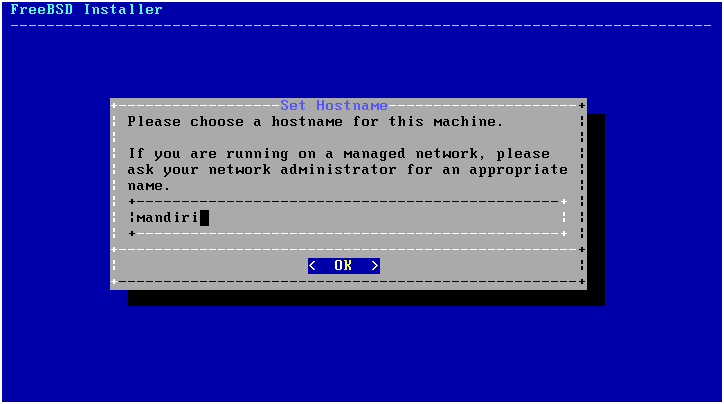 FreeBSD Installer
Set Hostname
Please choose a hostname for this machine.
If you are running on a managed network, please
ask your network administrator for an appropriate
name.
mandiri
< OK >